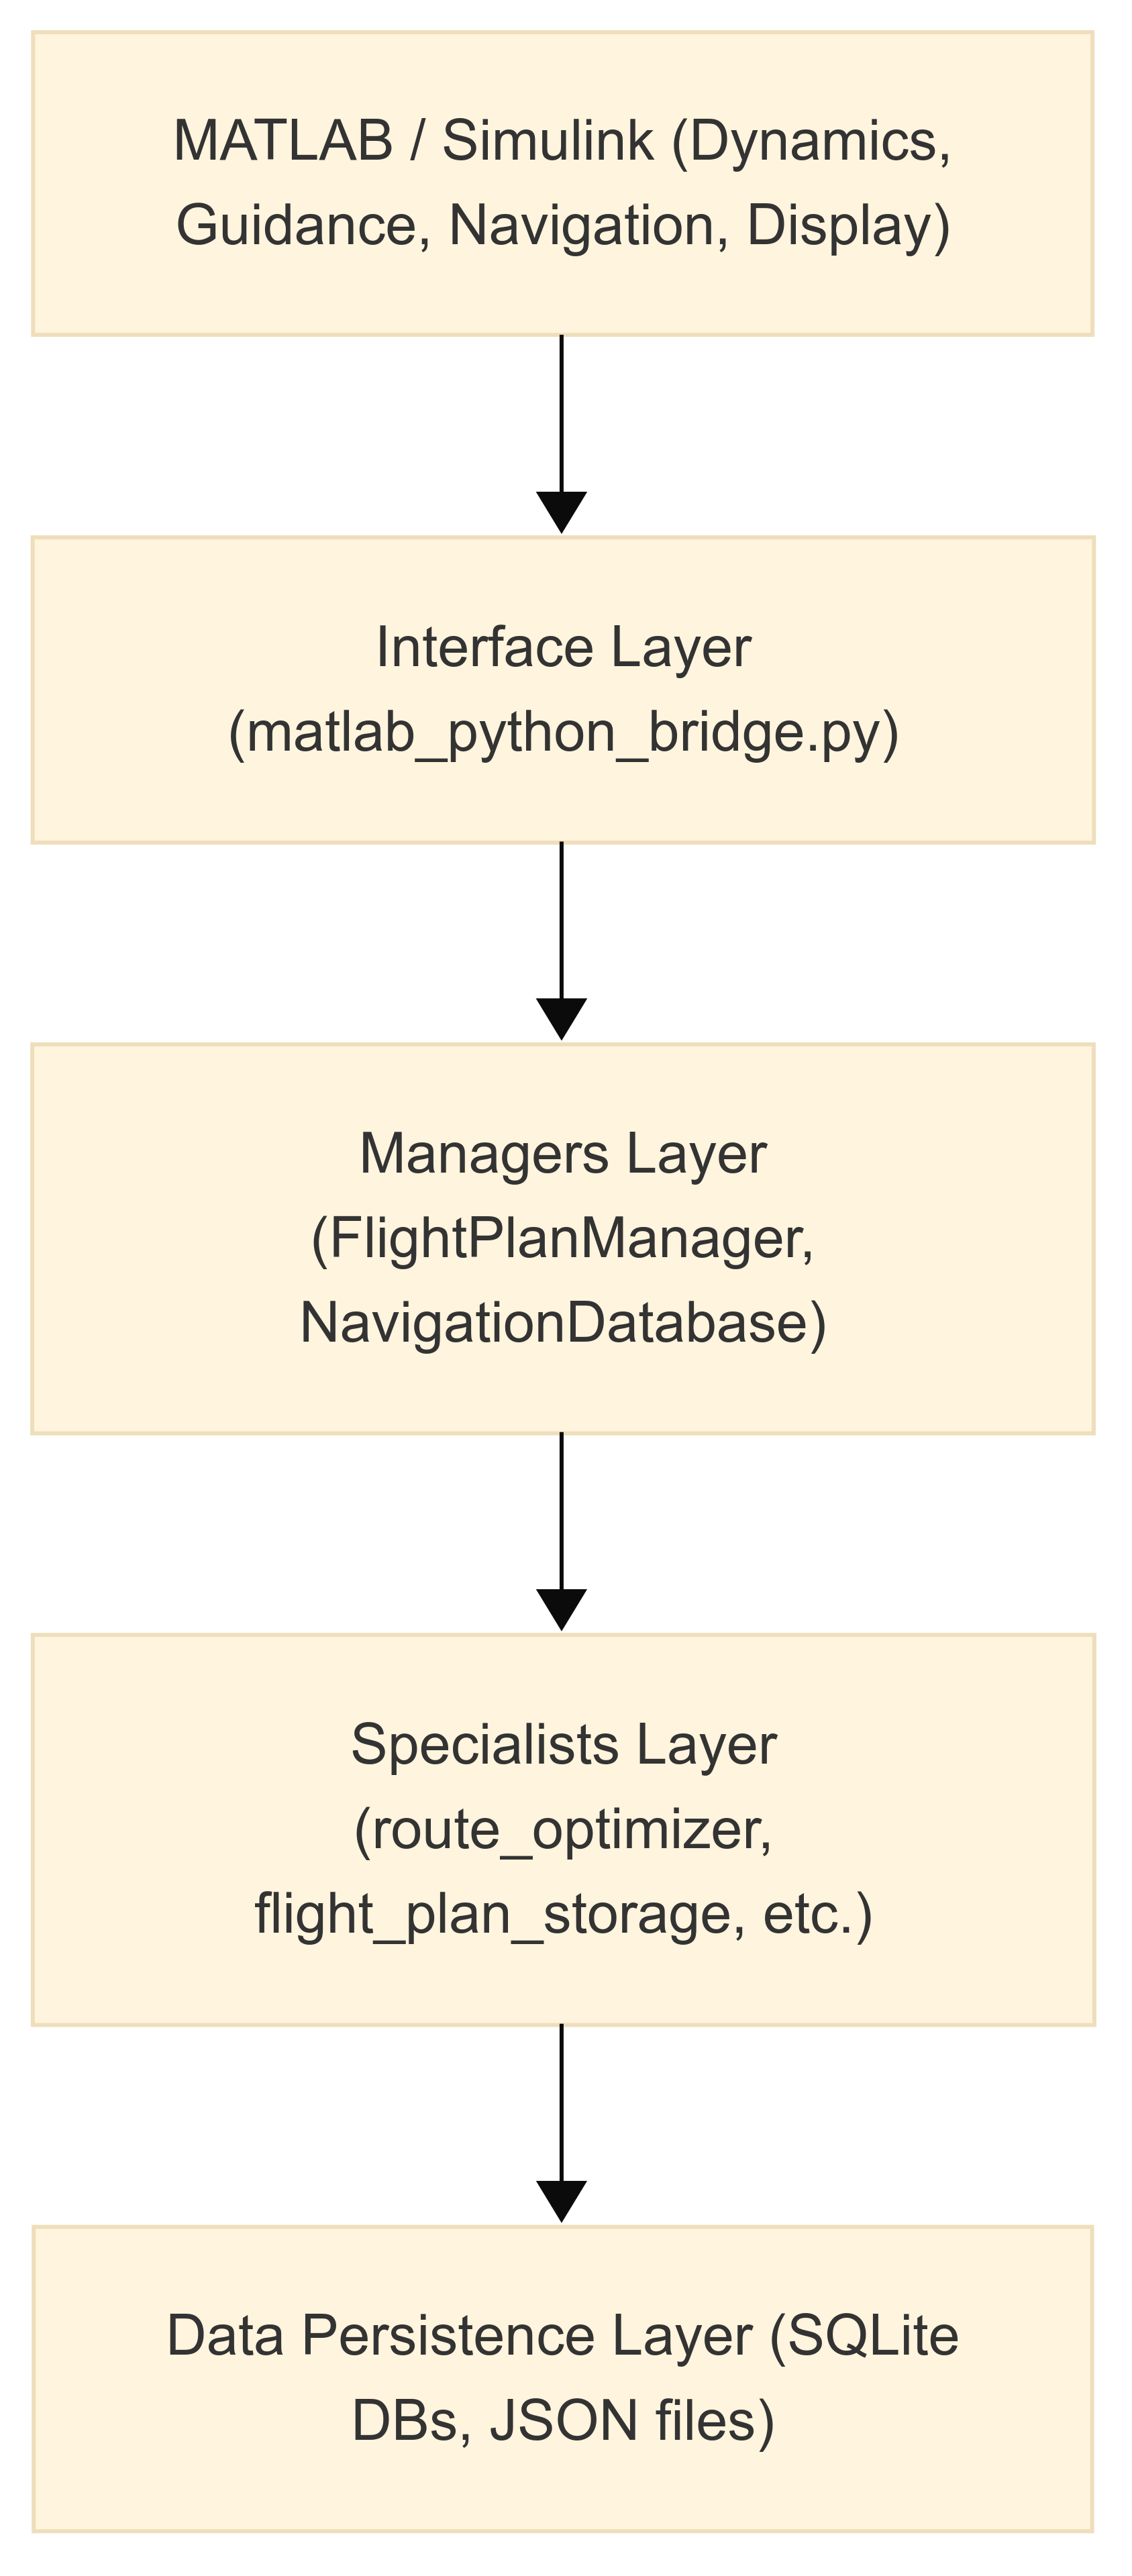 MATLAB / Simulink (Dynamics,
Guidance, Navigation, Display)
Interface Layer
(matlab_python_bridge.py)
Managers Layer
(FlightPlanManager,
NavigationDatabase)
Specialists Layer
(route_optimizer,
flight_plan_storage, etc.)
Data Persistence Layer (SQLite
DBs, JSON files)